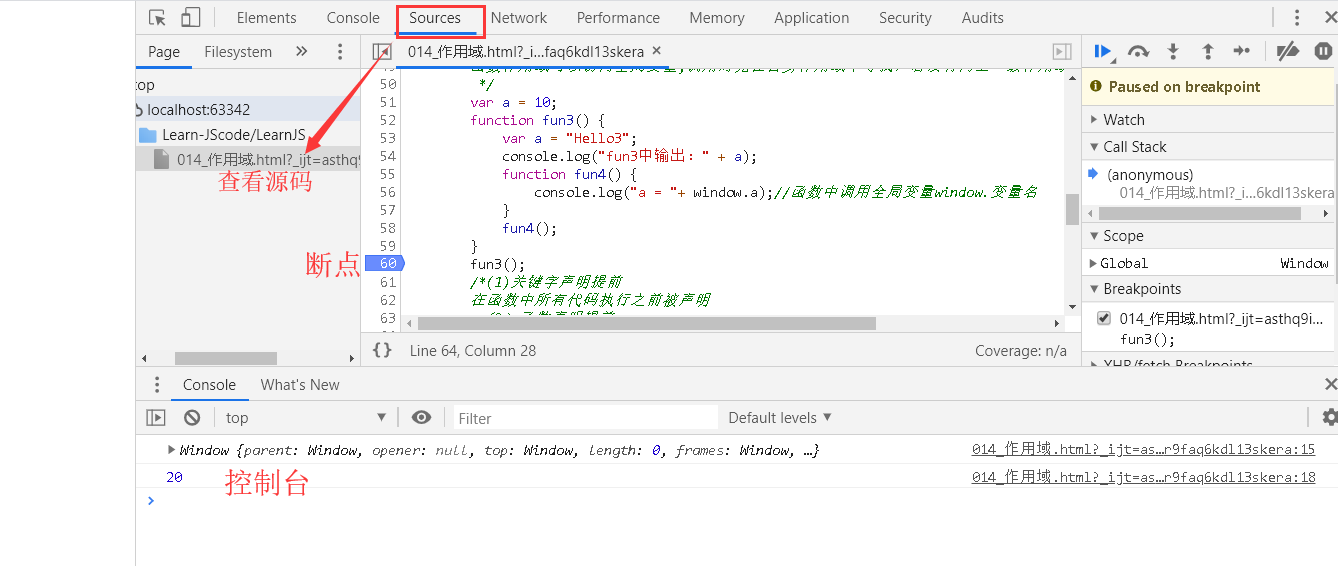 Elements Console Sources Network Performance Memory Application Security Audits
Page Filesystem
014_作用域.html?_i…faq6kdl13skera
top
localhost:63342
Learn-JScode/LearnJS
014_作用域.html?_ijt=asthq9
查看源码
断点
50 */
51 var a = 10;
52 function fun3() {
53 var a = "Hello3";
54 console.log("fun3中输出：" + a);
55 function fun4() {
56 console.log("a = "+ window.a);//函数中调用全局变量window.变量名
57 }
58 fun4();
59 }
60 fun3();
61 /*(1)关键字声明提前
62 在函数中所有代码执行之前被声明
63
{} Line 64, Column 28 Coverage: n/a
Paused on breakpoint
Watch
Call Stack
(anonymous)
014_作用域.html?_i…6kdl13skera
Scope
Global Window
Breakpoints
014_作用域.html?_ijt=asthq9i…
fun3();
XHR/fetch Breakpoints
Console What's New
top Filter Default levels
Window {parent: Window, opener: null, top: Window, length: 0, frames: Window, …} 014_作用域.html?_ijt=as…r9faq6kdl13skera:15
20 014_作用域.html?_ijt=as…r9faq6kdl13skera:18
控制台